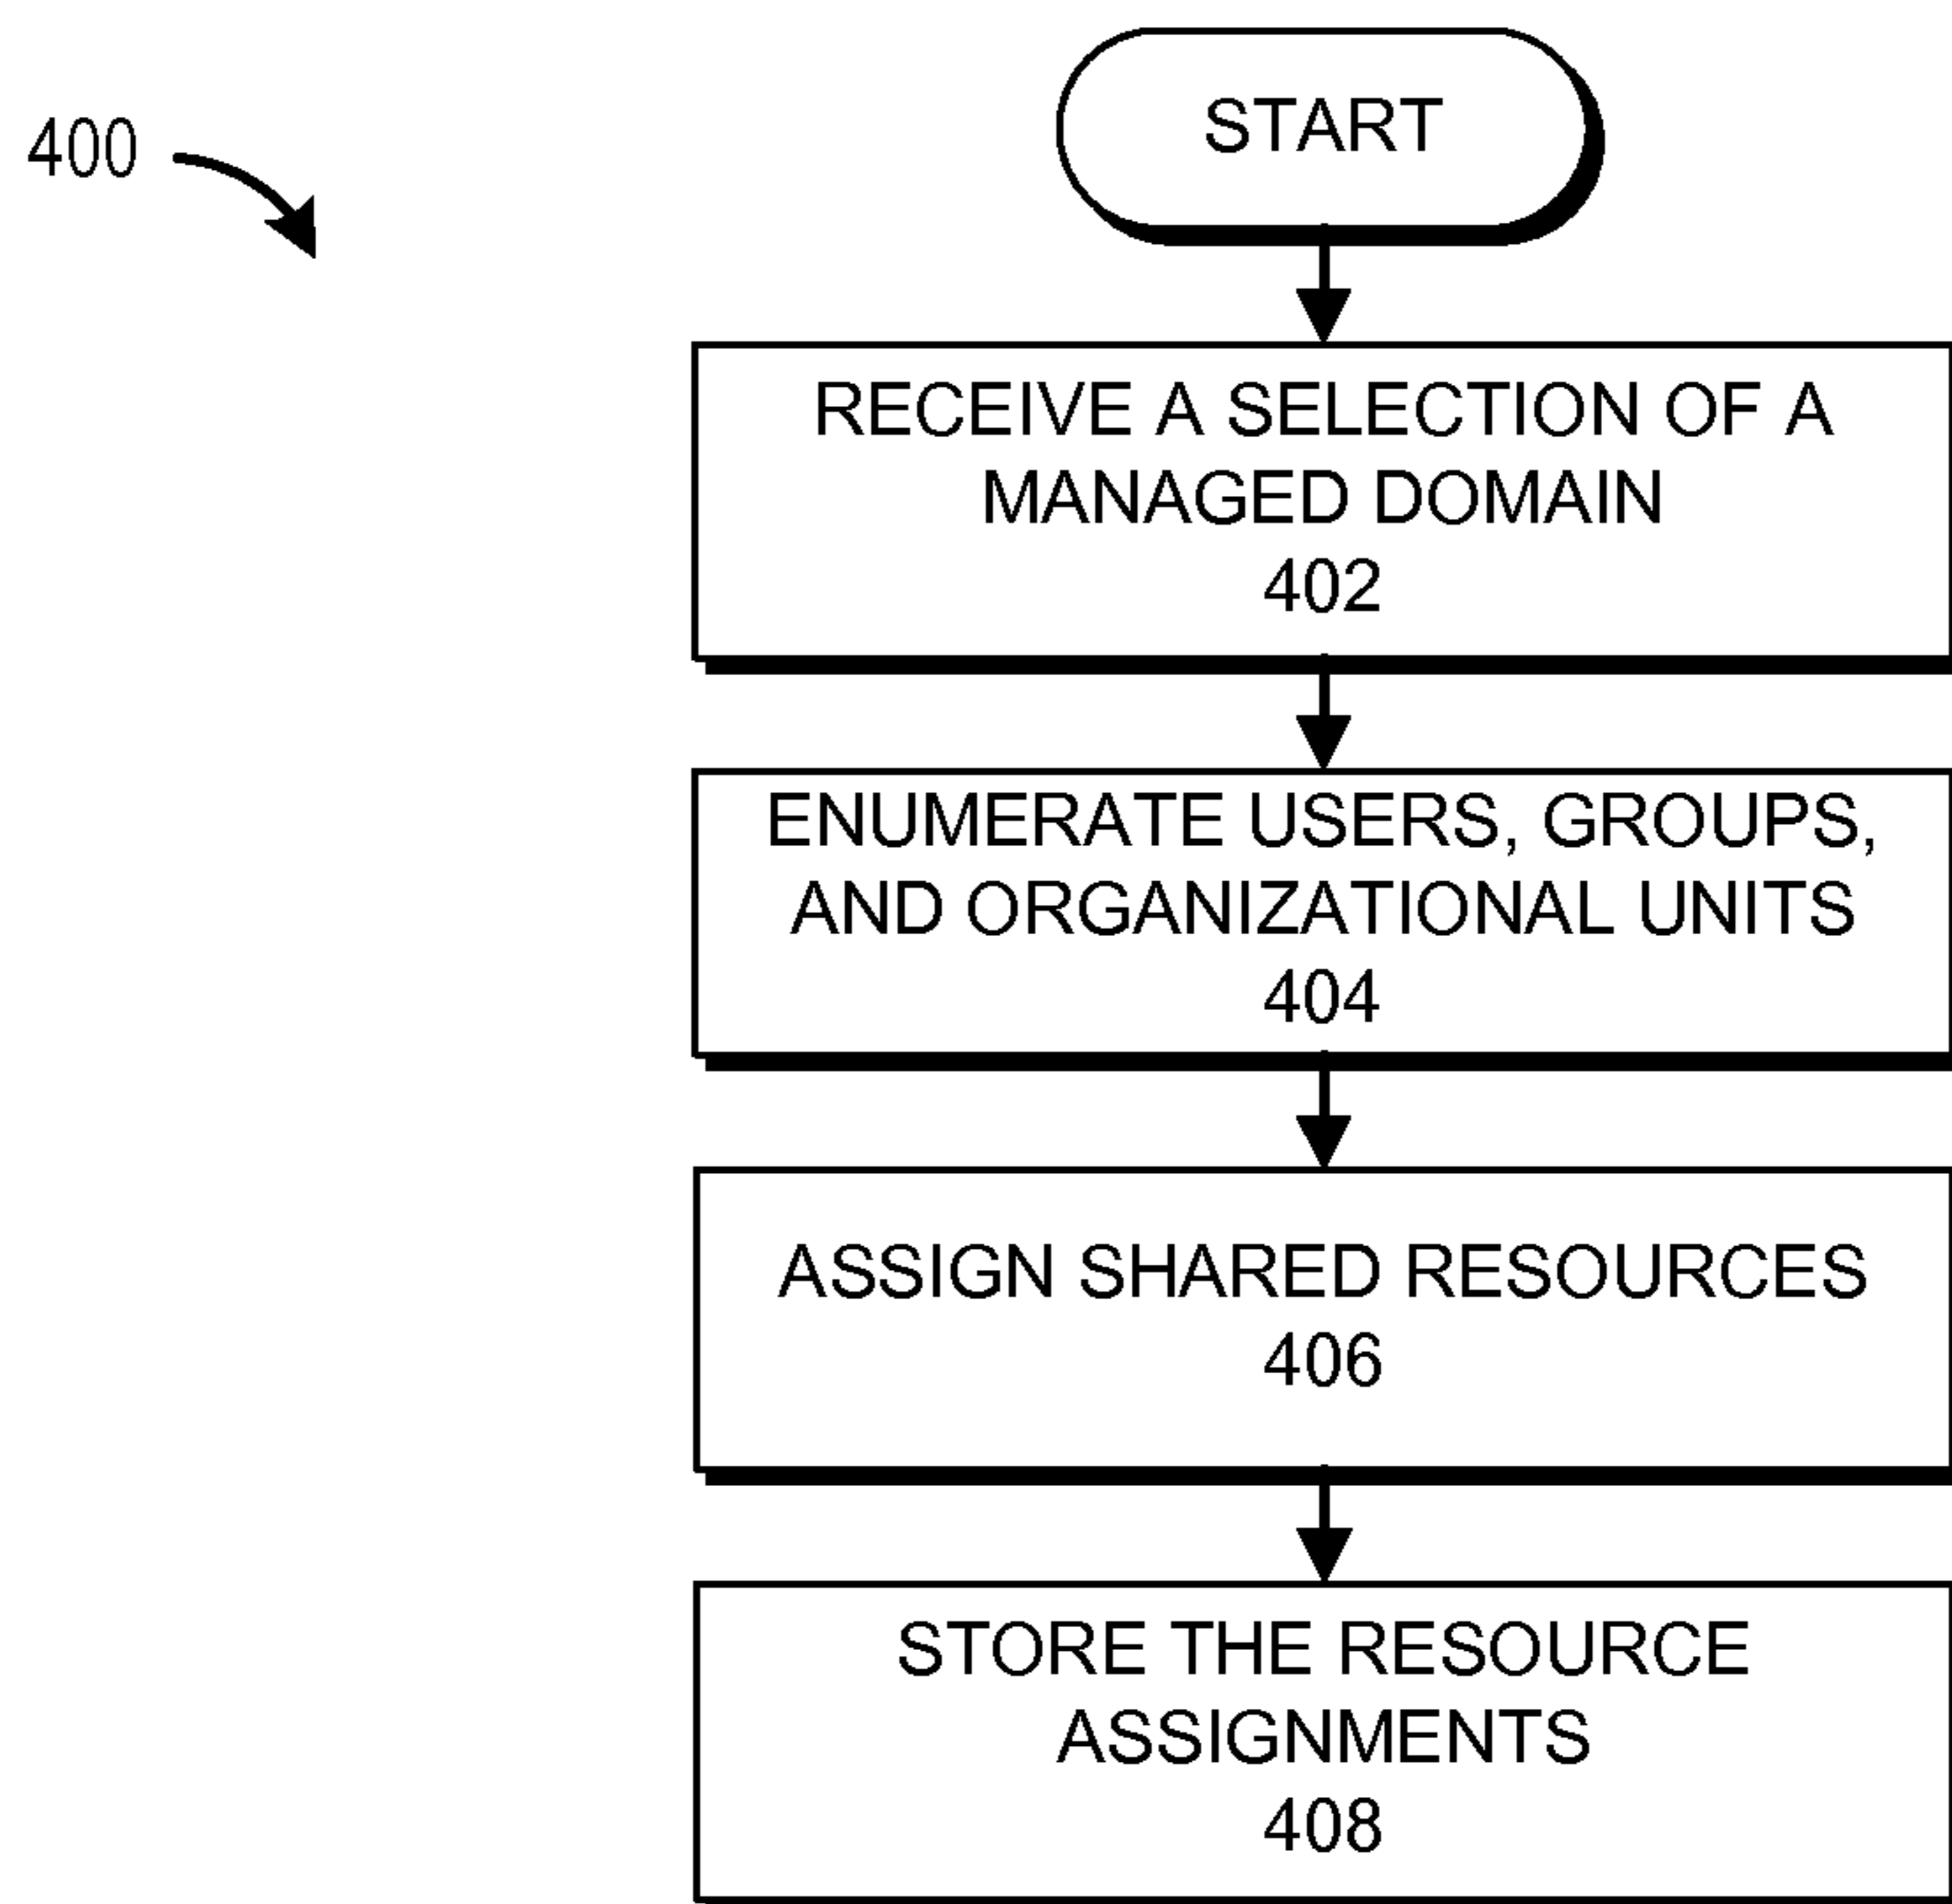 400
START
RECEIVE A SELECTION OF A
MANAGED DOMAIN
402
ENUMERATE USERS, GROUPS,
AND ORGANIZATIONAL UNITS
404
ASSIGN SHARED RESOURCES
406
STORE THE RESOURCE
ASSIGNMENTS
408